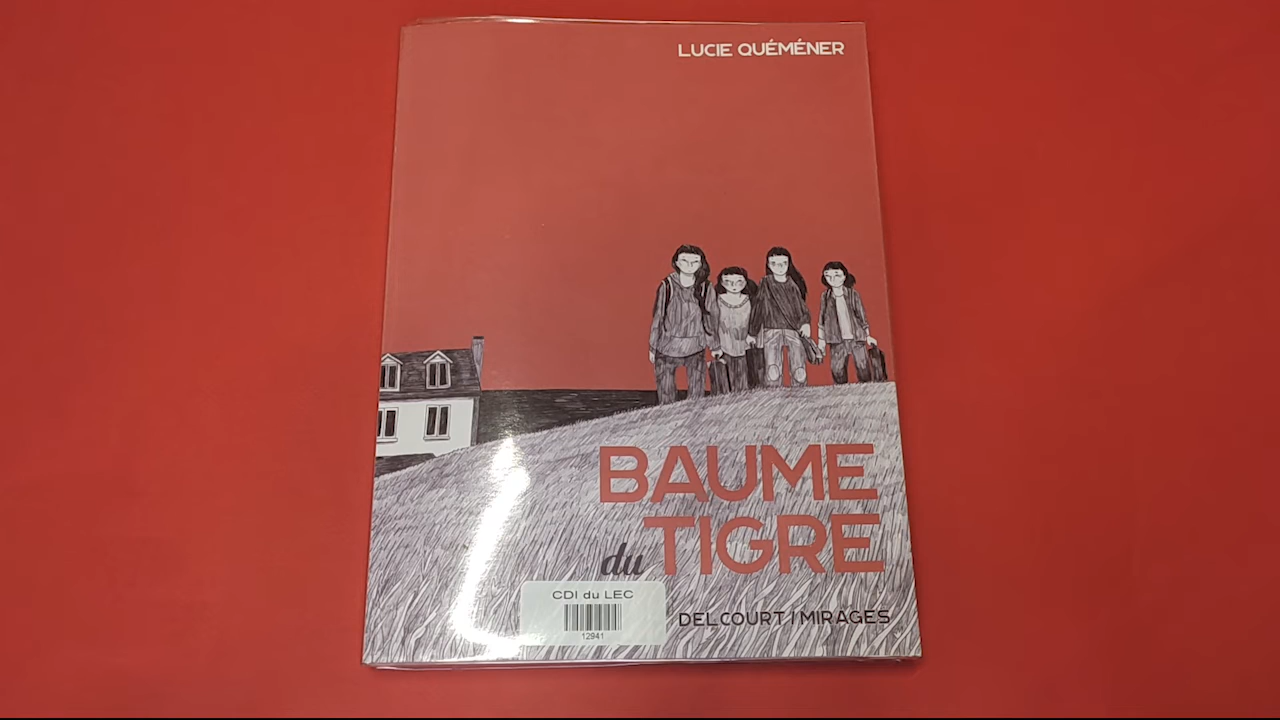 LUCIE QUÉMÉNER
BAUME
du TIGRE
CDI du LEC
12941
DELCOURT / MIRAGES